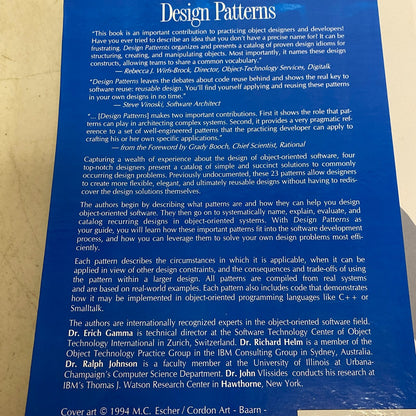 Design Patterns
"This book is an important contribution to practicing object designers and developers!
Have you ever tried to describe an idea that you don't have a precise name for? It can be
frustrating. Design Patterns organizes and presents a catalog of proven design idioms for
structuring, creating, and manipulating objects. Most importantly, it names these design
constructs, allowing teams to share a common vocabulary."
— Rebecca J. Wirfs-Brock, Director, Object-Technology Services, Digitalk
"Design Patterns leaves the debates about code reuse behind and shows the real key to
software reuse: reusable design. You'll find yourself applying and reusing these patterns
in your own designs in no time."
— Steve Vinoski, Software Architect
"... [Design Patterns] makes two important contributions. First it shows the role that pat-
terns can play in architecting complex systems. Second, it provides a very pragmatic ref-
erence to a set of well-engineered patterns that the practicing developer can apply to
crafting his or her own specific applications."
— from the Foreword by Grady Booch, Chief Scientist, Rational
Capturing a wealth of experience about the design of object-oriented software, four
top-notch designers present a catalog of simple and succinct solutions to commonly
occurring design problems. Previously undocumented, these 23 patterns allow designers
to create more flexible, elegant, and ultimately reusable designs without having to redis-
cover the design solutions themselves.
The authors begin by describing what patterns are and how they can help you design
object-oriented software. They then go on to systematically name, explain, evaluate, and
catalog recurring designs in object-oriented systems. With Design Patterns as
your guide, you will learn how these important patterns fit into the software development
process, and how you can leverage them to solve your own design problems most effi-
ciently.
Each pattern describes the circumstances in which it is applicable, when it can be
applied in view of other design constraints, and the consequences and trade-offs of using
the pattern within a larger design. All patterns are compiled from real systems
and are based on real-world examples. Each pattern also includes code that demonstrates
how it may be implemented in object-oriented programming languages like C++ or
Smalltalk.
The authors are internationally recognized experts in the object-oriented software field.
Dr. Erich Gamma is technical director at the Software Technology Center of Object
Technology International in Zurich, Switzerland. Dr. Richard Helm is a member of the
Object Technology Practice Group in the IBM Consulting Group in Sydney, Australia.
Dr. Ralph Johnson is a faculty member at the University of Illinois at Urbana-
Champaign's Computer Science Department. Dr. John Vlissides conducts his research at
IBM's Thomas J. Watson Research Center in Hawthorne, New York.
Cover art © 1994 M.C. Escher / Cordon Art - Baarn -